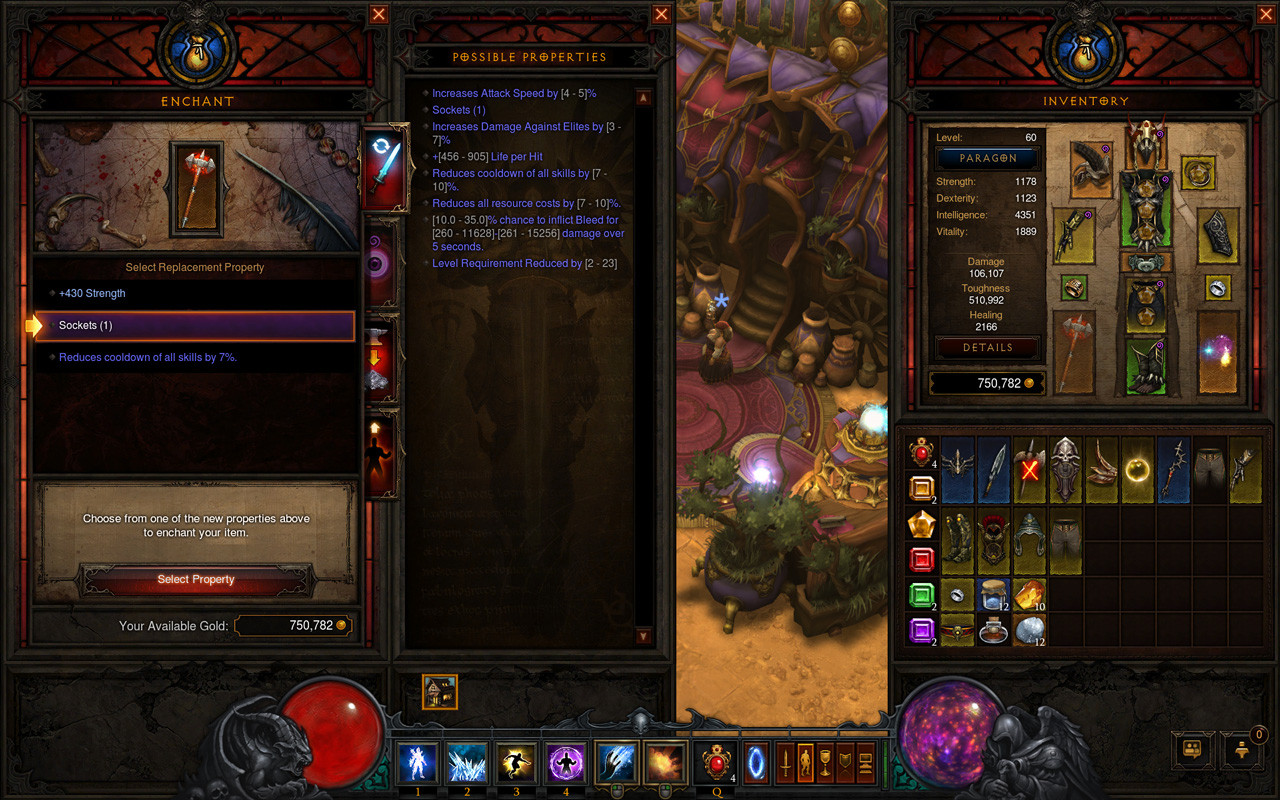 ENCHANT
Select Replacement Property
+430 Strength
Sockets (1)
Reduces cooldown of all skills by 7%.
Choose from one of the new properties above
to enchant your item.
Select Property
Your Available Gold:
750,782
POSSIBLE PROPERTIES
Increases Attack Speed by [4 - 5]%
Sockets (1)
Increases Damage Against Elites by [3 -
7]%
+[456 - 905] Life per Hit
Reduces cooldown of all skills by [7 -
10]%.
Reduces all resource costs by [7 - 10]%.
[10.0 - 35.0]% chance to inflict Bleed for
[260 - 11628]-[261 - 15256] damage over
5 seconds.
Level Requirement Reduced by [2 - 23]
INVENTORY
Level: 60
PARAGON
Strength: 1178
Dexterity: 1123
Intelligence: 4351
Vitality: 1889
Damage
106,107
Toughness
510,992
Healing
2166
DETAILS
750,782
4
2
2
12
10
2
12
0
4
1
2
3
4
Q